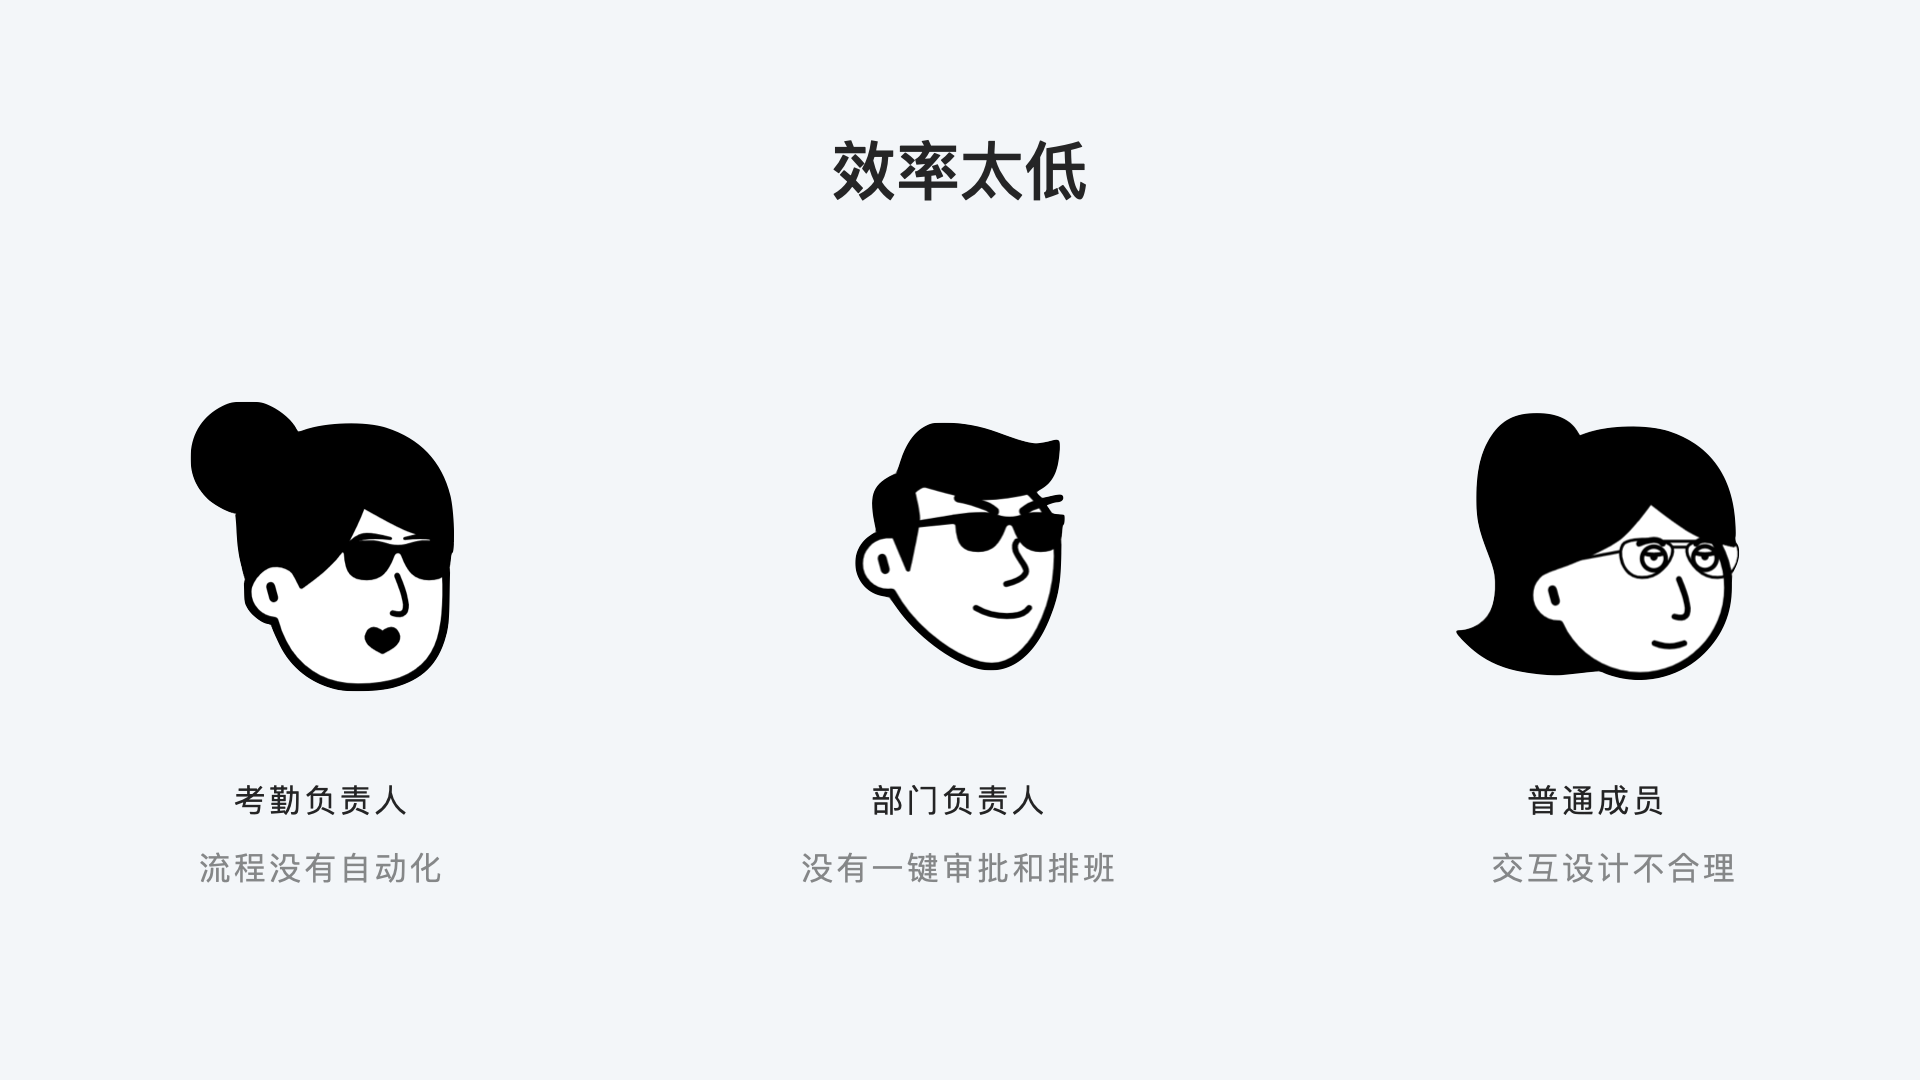 效率太低
考勤负责人
流程没有自动化
部门负责人
没有一键审批和排班
普通成员
交互设计不合理